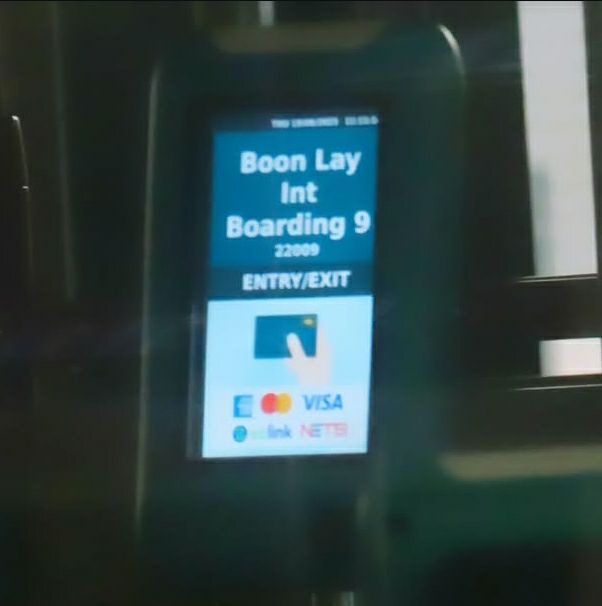 Boon Lay
Int
Boarding 9
22009
ENTRY/EXIT
VISA
NETS